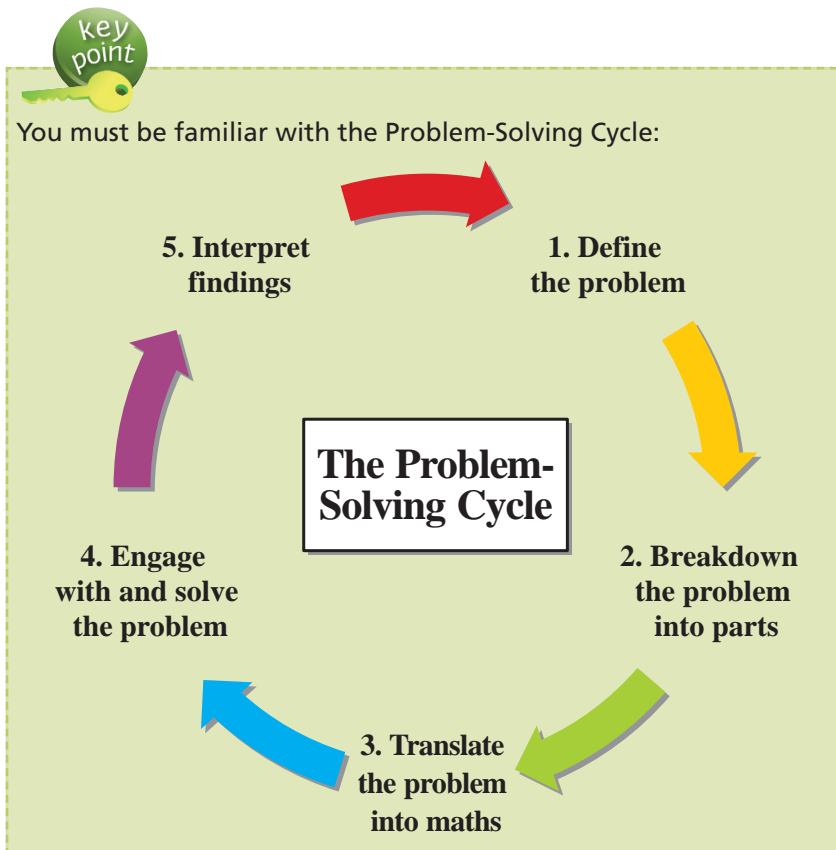 key
point
You must be familiar with the Problem-Solving Cycle:
5. Interpret
findings
1. Define
the problem
The Problem-
Solving Cycle
4. Engage
with and solve
the problem
2. Breakdown
the problem
into parts
3. Translate
the problem
into maths